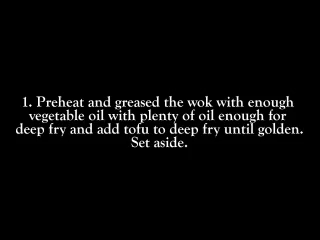 1. Preheat and greased the wok with enough
vegetable oil with plenty of oil enough for
deep fry and add tofu to deep fry until golden.
Set aside.